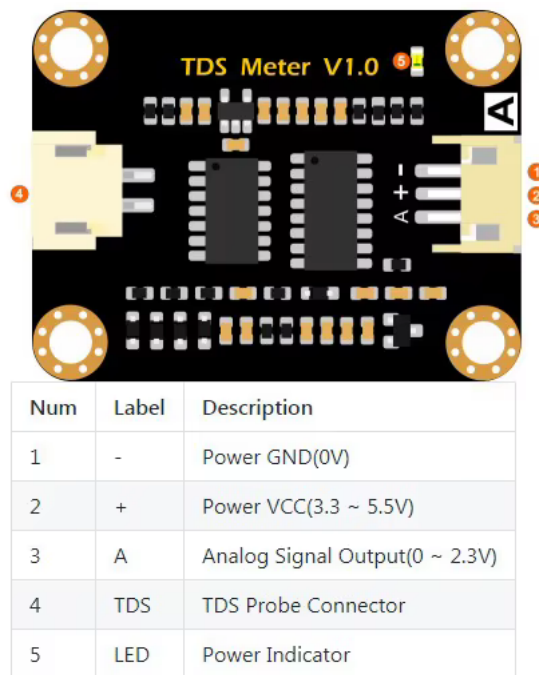 TDS Meter V1.0 5
A
4
- 1
+ 2
A 3
Num Label Description
1 - Power GND(0V)
2 + Power VCC(3.3 ~ 5.5V)
3 A Analog Signal Output(0 ~ 2.3V)
4 TDS TDS Probe Connector
5 LED Power Indicator